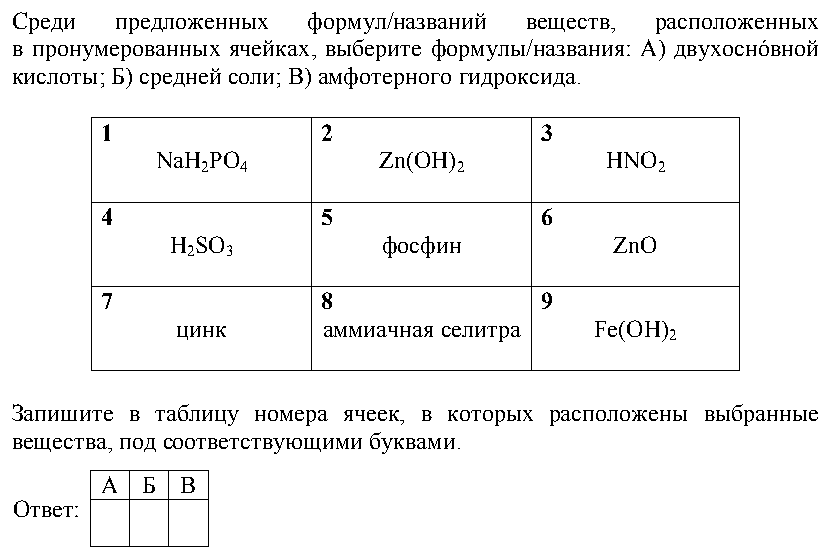 Среди предложенных формул/названий веществ, расположенных
в пронумерованных ячейках, выберите формулы/названия: А) двухосно́вной
кислоты; Б) средней соли; В) амфотерного гидроксида.
1
NaH₂PO₄
2
Zn(OH)₂
3
HNO₂
4
H₂SO₃
5
фосфин
6
ZnO
7
цинк
8
аммиачная селитра
9
Fe(OH)₂
Запишите в таблицу номера ячеек, в которых расположены выбранные
вещества, под соответствующими буквами.
Ответ:
А Б В